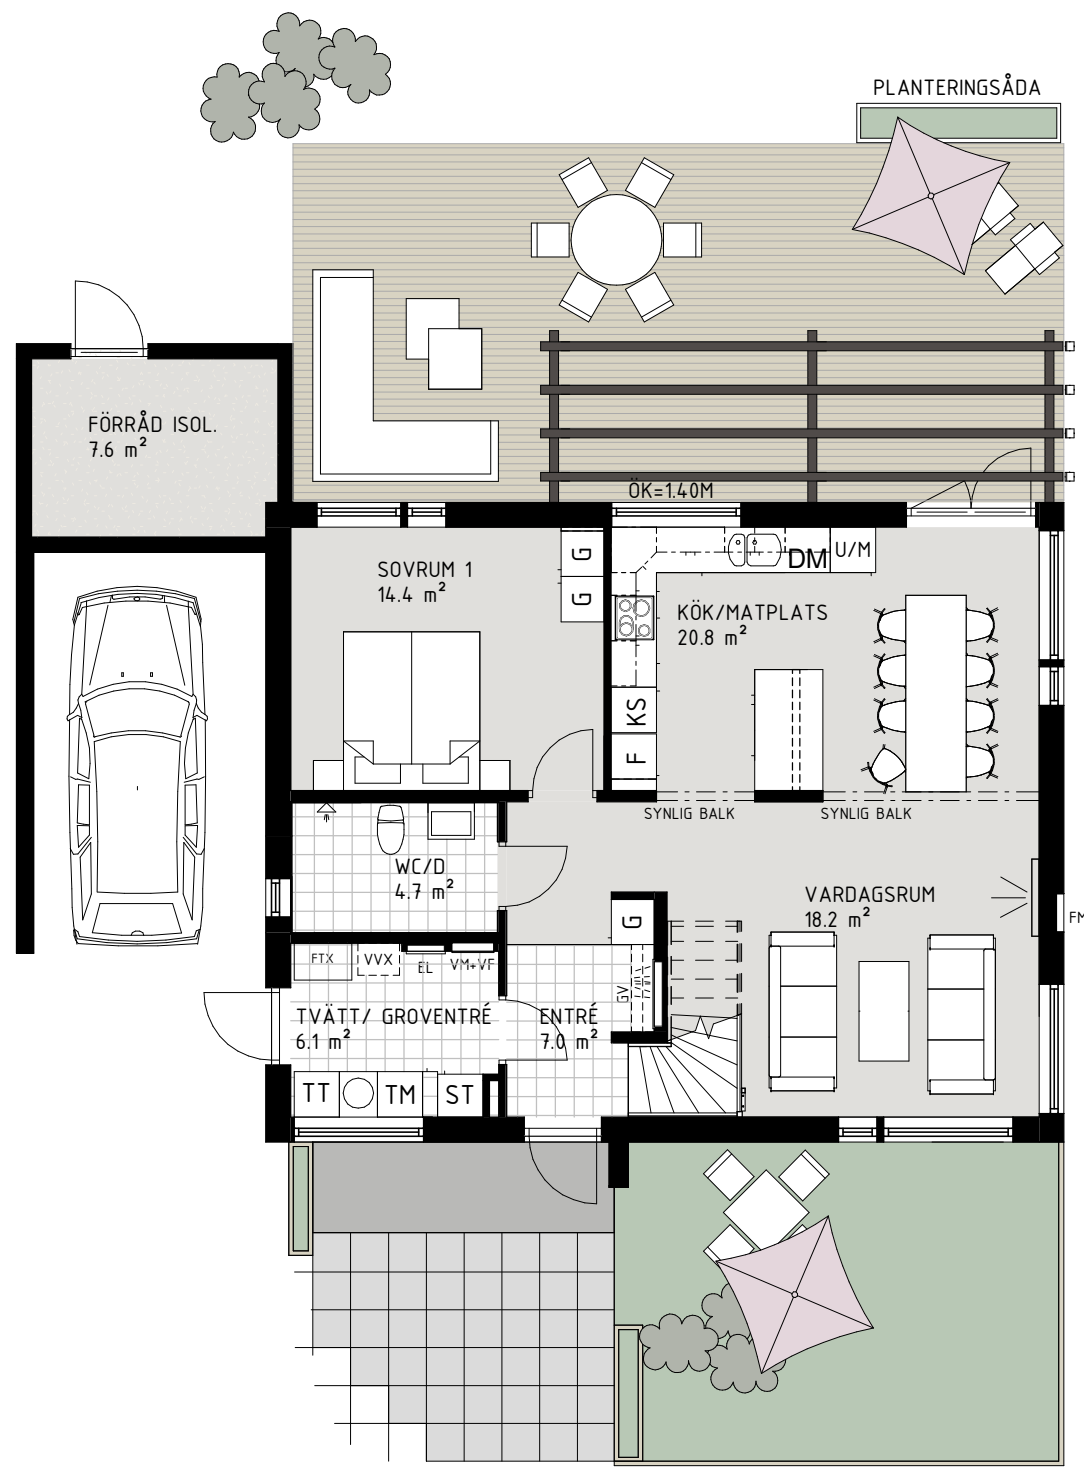 PLANTERINGSÅDA
FÖRRÅD ISOL.
7.6 m²
ÖK=1.40M
SOVRUM 1
14.4 m²
G
G
DM
U/M
KÖK/MATPLATS
20.8 m²
KS
F
SYNLIG BALK
SYNLIG BALK
WC/D
4.7 m²
VARDAGSRUM
18.2 m²
G
FM
FTX
VVX
EL
VM+VF
GV
TVÄTT/ GROVENTRÉ
6.1 m²
ENTRÉ
7.0 m²
TT
TM
ST